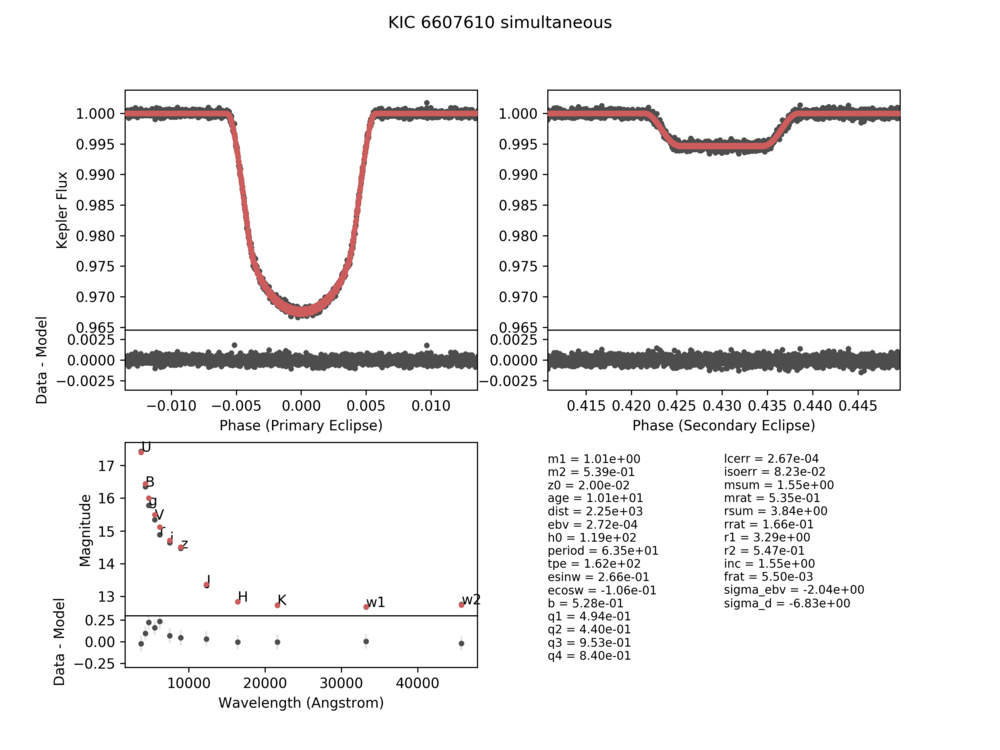 KIC 6607610 simultaneous
1.000
0.995
0.990
0.985
0.980
0.975
0.970
0.965
Kepler Flux
0.0025
0.0000
−0.0025
Data - Model
−0.010 −0.005 0.000 0.005 0.010
Phase (Primary Eclipse)
1.000
0.995
0.990
0.985
0.980
0.975
0.970
0.965
0.0025
0.0000
−0.0025
0.415 0.420 0.425 0.430 0.435 0.440 0.445
Phase (Secondary Eclipse)
17
16
15
14
13
Magnitude
U
B
g
V
r
i
z
J
H
K
w1
w2
0.25
0.00
−0.25
Data - Model
10000 20000 30000 40000
Wavelength (Angstrom)
m1 = 1.01e+00
m2 = 5.39e-01
z0 = 2.00e-02
age = 1.01e+01
dist = 2.25e+03
ebv = 2.72e-04
h0 = 1.19e+02
period = 6.35e+01
tpe = 1.62e+02
esinw = 2.66e-01
ecosw = -1.06e-01
b = 5.28e-01
q1 = 4.94e-01
q2 = 4.40e-01
q3 = 9.53e-01
q4 = 8.40e-01
lcerr = 2.67e-04
isoerr = 8.23e-02
msum = 1.55e+00
mrat = 5.35e-01
rsum = 3.84e+00
rrat = 1.66e-01
r1 = 3.29e+00
r2 = 5.47e-01
inc = 1.55e+00
frat = 5.50e-03
sigma_ebv = -2.04e+00
sigma_d = -6.83e+00